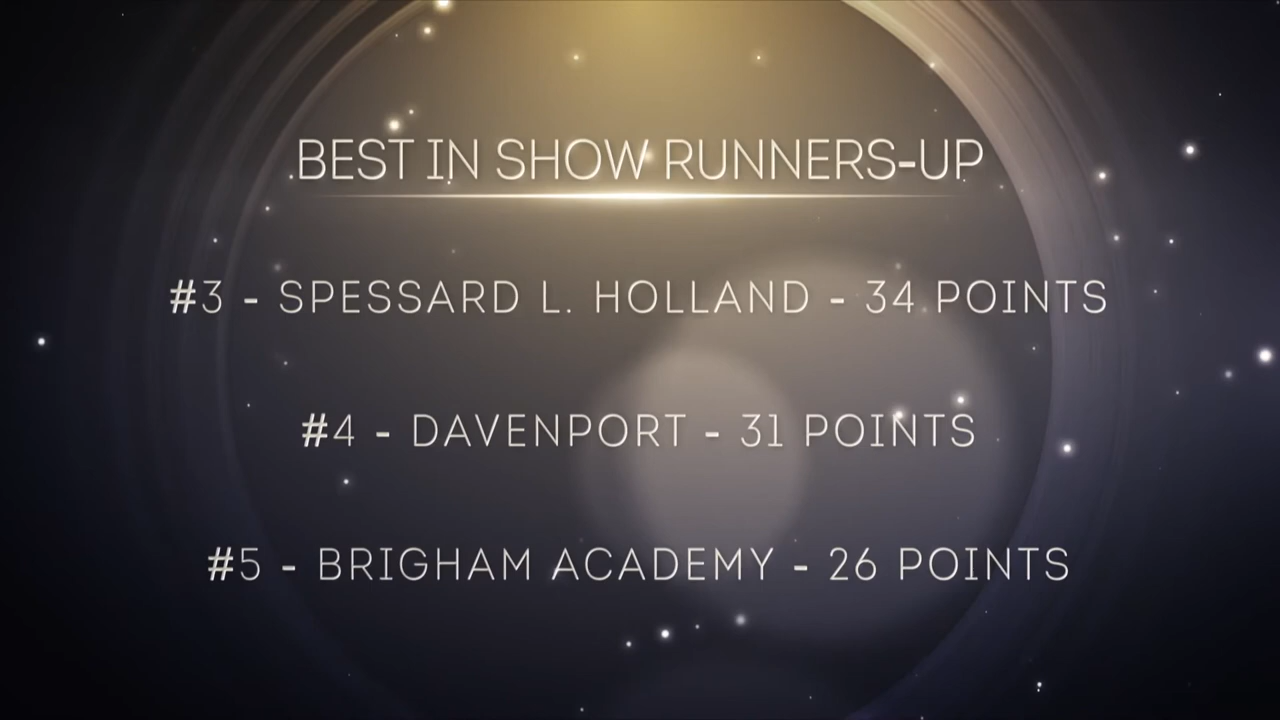 BEST IN SHOW RUNNERS-UP
#3 - SPESSARD L. HOLLAND - 34 POINTS
#4 - DAVENPORT - 31 POINTS
#5 - BRIGHAM ACADEMY - 26 POINTS